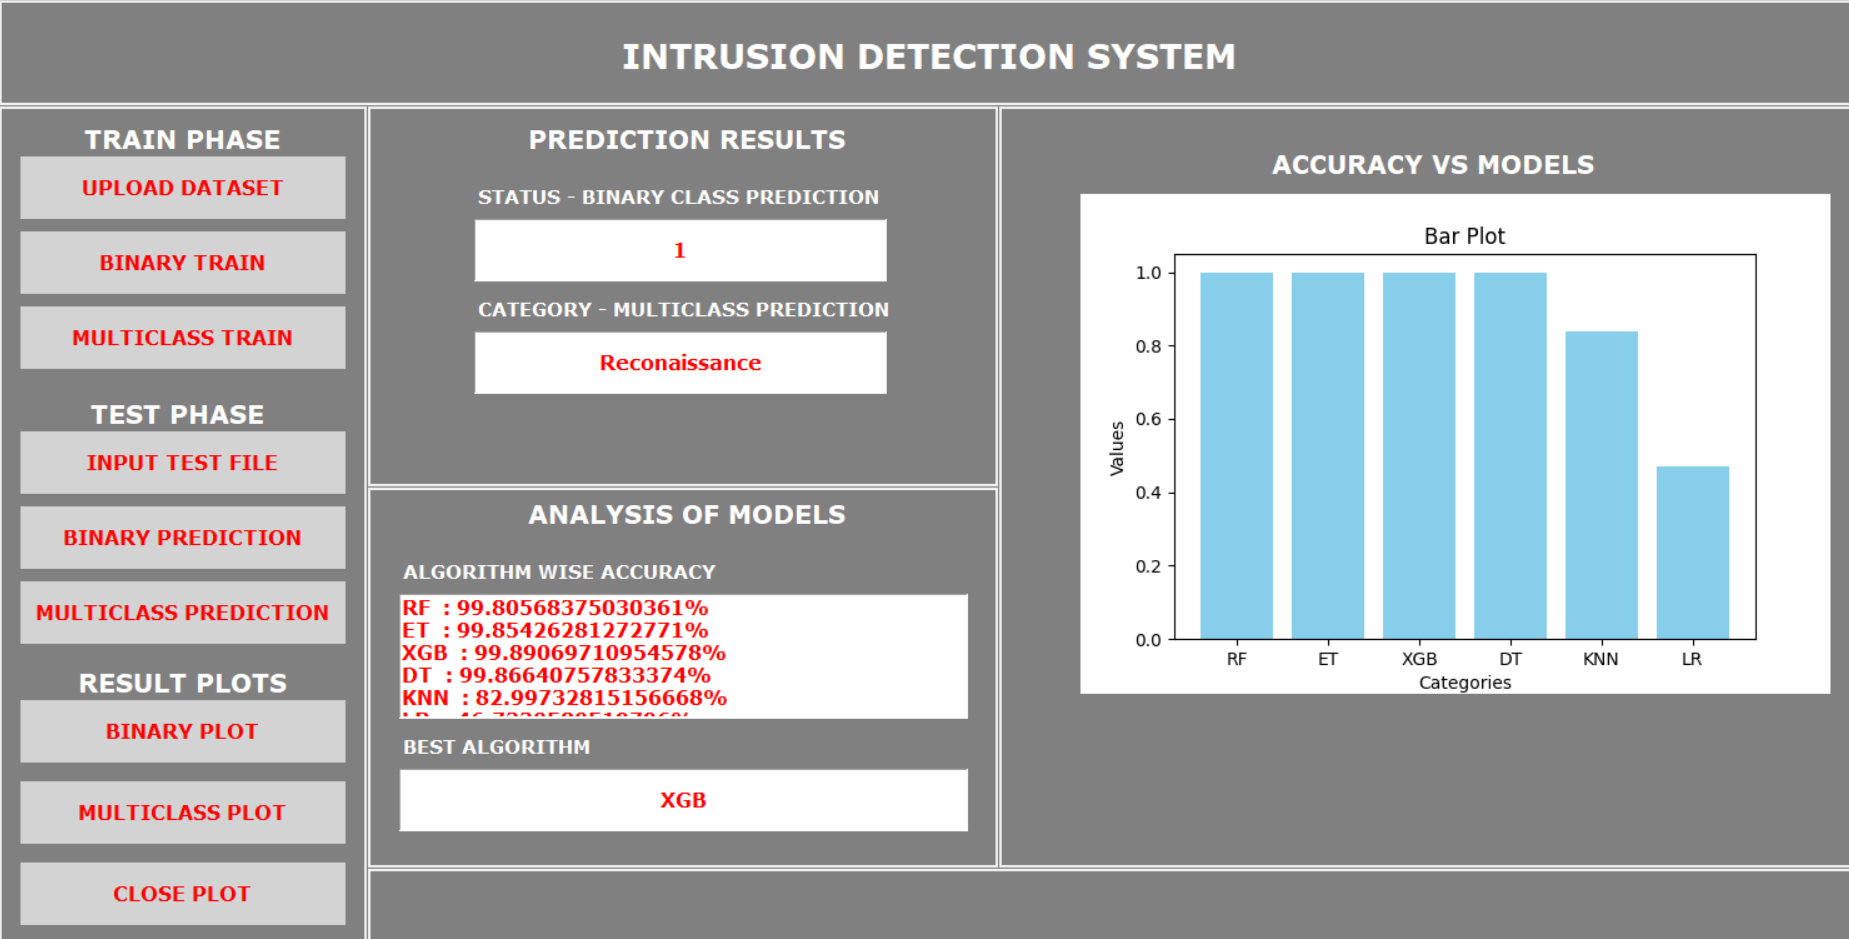 INTRUSION DETECTION SYSTEM
TRAIN PHASE
UPLOAD DATASET
BINARY TRAIN
MULTICLASS TRAIN
TEST PHASE
INPUT TEST FILE
BINARY PREDICTION
MULTICLASS PREDICTION
RESULT PLOTS
BINARY PLOT
MULTICLASS PLOT
CLOSE PLOT
PREDICTION RESULTS
STATUS - BINARY CLASS PREDICTION
1
CATEGORY - MULTICLASS PREDICTION
Reconaissance
ANALYSIS OF MODELS
ALGORITHM WISE ACCURACY
RF : 99.80568375030361%
ET : 99.85426281272771%
XGB : 99.89069710954578%
DT : 99.86640757833374%
KNN : 82.99732815156668%
BEST ALGORITHM
XGB
ACCURACY VS MODELS
Bar Plot
Values
1.0
0.8
0.6
0.4
0.2
0.0
RF ET XGB DT KNN LR
Categories